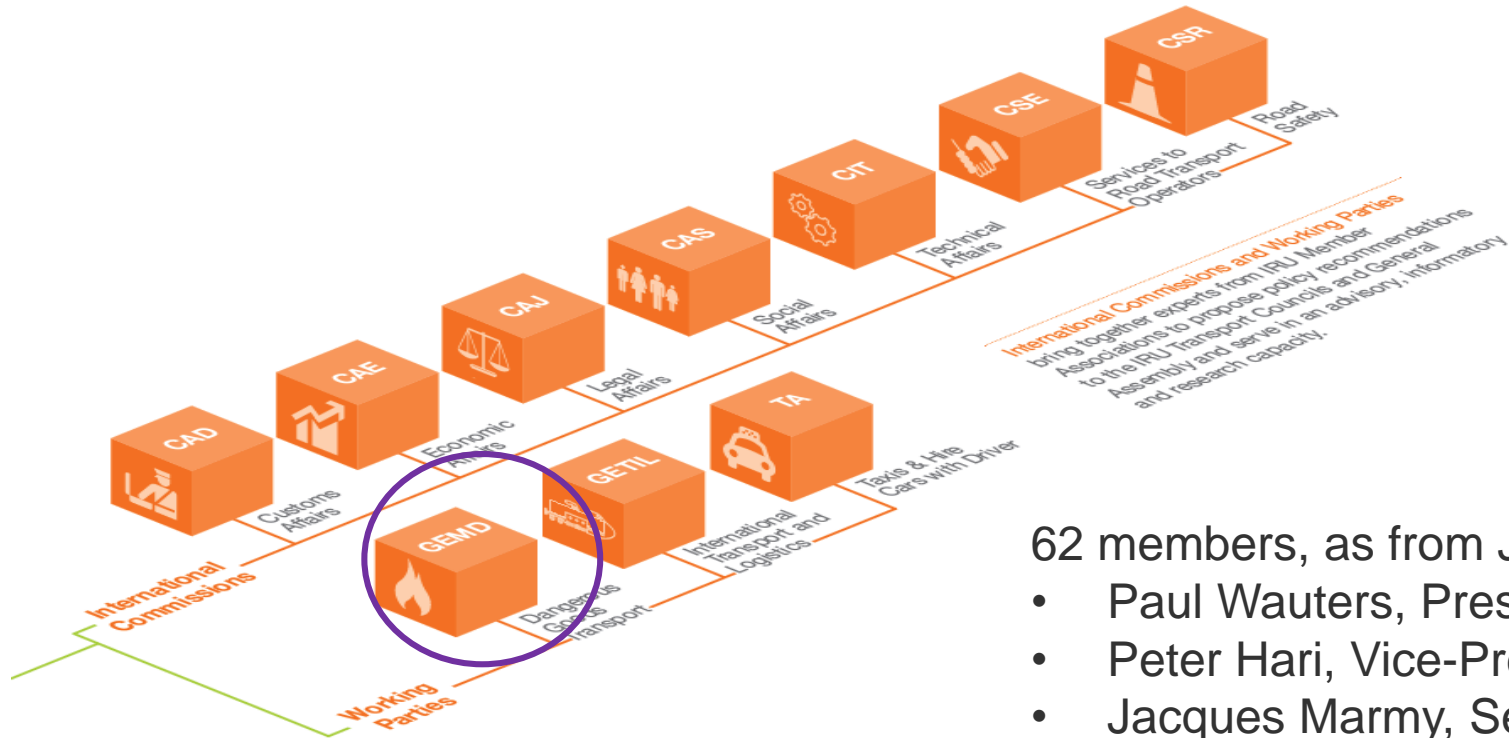 CSR
Road
Safety
CSE
Services to
Road Transport
Operators
CIT
Technical
Affairs
CAS
Social
Affairs
CAJ
Legal
Affairs
CAE
Economic
Affairs
CAD
Customs
Affairs
International
Commissions
TA
Taxis & Hire
Cars with Driver
GETIL
International
Transport and
Logistics
GEMD
Dangerous
Goods
Transport
Working
Parties
International Commissions and Working Parties
bring together experts from IRU Member
Associations to propose policy recommendations
to the IRU Transport Councils and General
Assembly and serve in an advisory, informatory
and research capacity.
62 members, as from
• Paul Wauters,
• Peter Hari,
• Jacques Marmy,